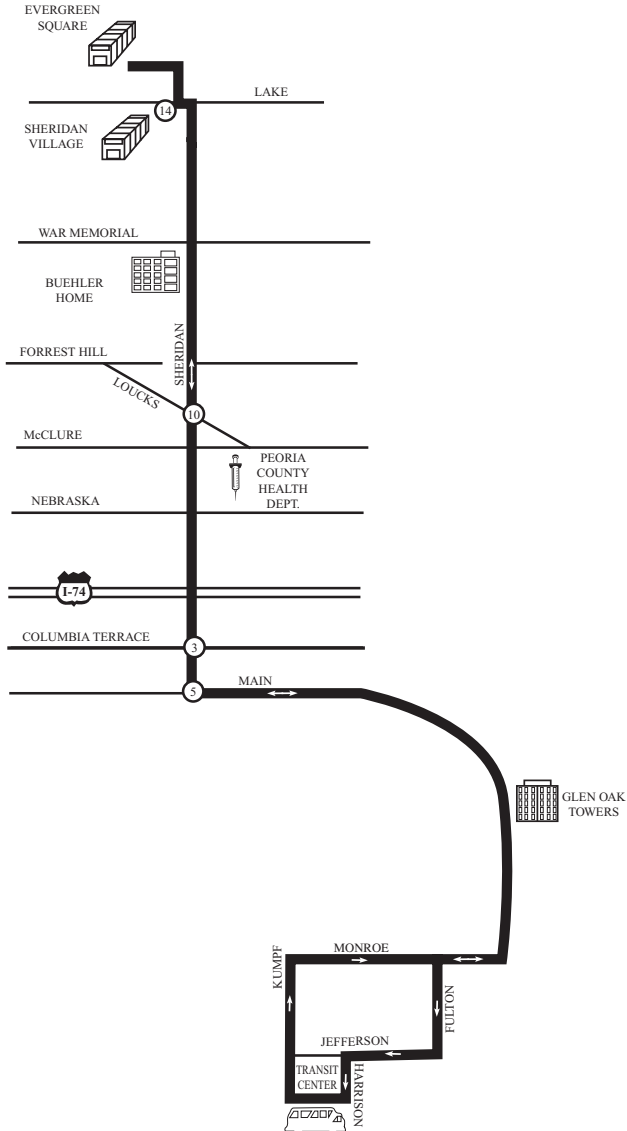 EVERGREEN
SQUARE
LAKE
14
SHERIDAN
VILLAGE
WAR MEMORIAL
BUEHLER
HOME
SHERIDAN
FORREST HILL
LOUCKS
10
McCLURE
PEORIA
COUNTY
HEALTH
DEPT.
NEBRASKA
I-74
COLUMBIA TERRACE
3
MAIN
5
GLEN OAK
TOWERS
KUMPF
MONROE
FULTON
JEFFERSON
TRANSIT
CENTER
HARRISON